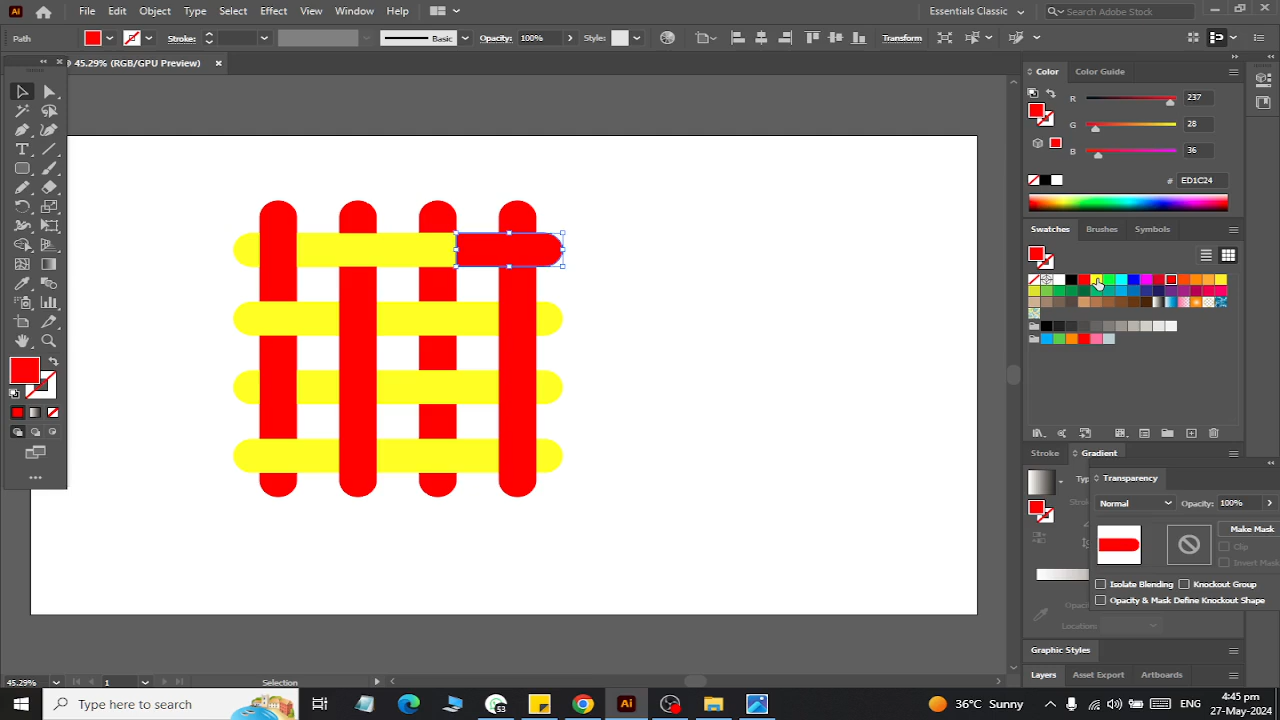 Ai File Edit Object Type Select Effect View Window Help Essentials Classic Search Adobe Stock
Path Stroke: Basic Opacity: 100% Style: Transform
@ 45.29% (RGB/GPU Preview)
Color Color Guide
R 237
G 28
B 36
# ED1C24
Swatches Brushes Symbols
Stroke Gradient
Transparency
Normal Opacity: 100%
Make Mask
Clip
Invert Mask
Isolate Blending Knockout Group
Opacity & Mask Define Knockout Shape
Locations
Graphic Styles
Layers Asset Export Artboards
45.29% 1 Selection
Type here to search Ai 36°C Sunny ENG
4:45 pm
27-May-2024